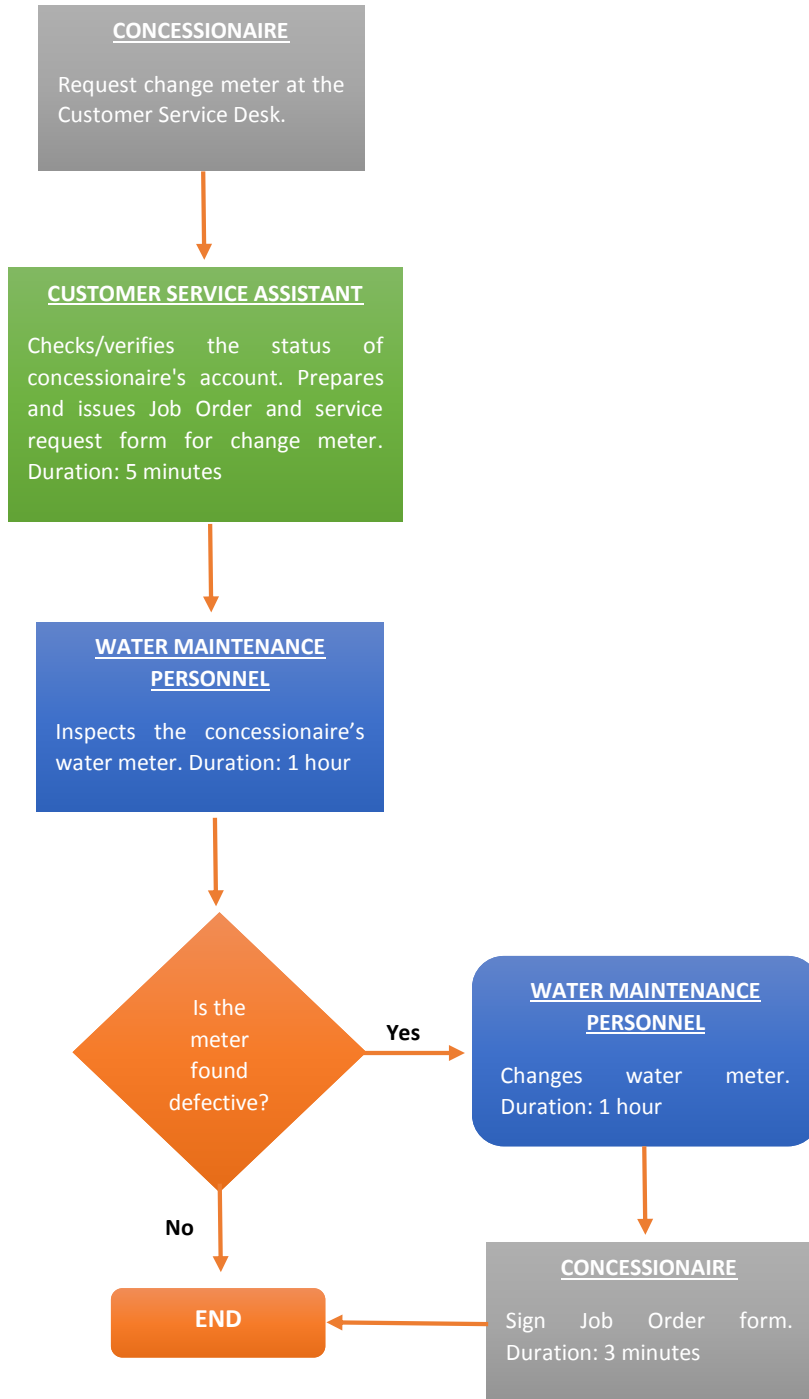 CONCESSIONAIRE
Request change meter at the
Customer Service Desk.
CUSTOMER SERVICE ASSISTANT
Checks/verifies the status of
concessionaire's account. Prepares
and issues Job Order and service
request form for change meter.
Duration: 5 minutes
WATER MAINTENANCE
PERSONNEL
Inspects the concessionaire’s
water meter. Duration: 1 hour
Is the
meter
found
defective?
Yes
WATER MAINTENANCE
PERSONNEL
Changes water meter.
Duration: 1 hour
No
CONCESSIONAIRE
Sign Job Order form.
Duration: 3 minutes
END